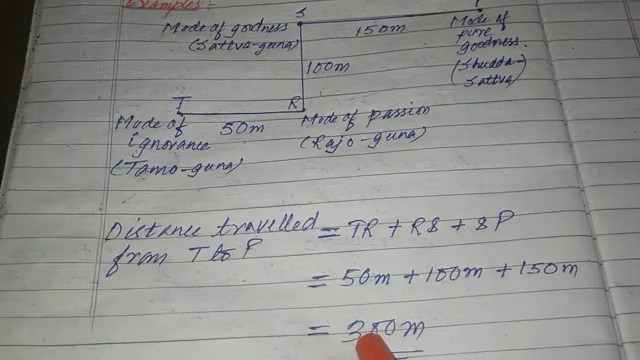 Examples:
S
Mode of goodness
(Sattva-guna)
150m
Mode of
pure
goodness.
(Shudda-
Sattva)
100m
T
R
Mode of
ignorance
(Tamo-guna)
50m
Mode of passion
(Rajo-guna)
Distance travelled
from T to P
= TR + RS + SP
= 50m + 100m + 150m
= 300m